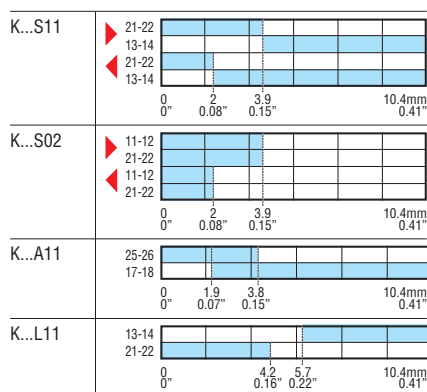 K...S11
21-22
13-14
21-22
13-14
0 2 3.9 10.4mm
0" 0.08" 0.15" 0.41"
K...S02
11-12
21-22
11-12
21-22
0 2 3.9 10.4mm
0" 0.08" 0.15" 0.41"
K...A11
25-26
17-18
0 1.9 3.8 10.4mm
0" 0.07" 0.15" 0.41"
K...L11
13-14
21-22
0 4.2 5.7 10.4mm
0" 0.16" 0.22" 0.41"